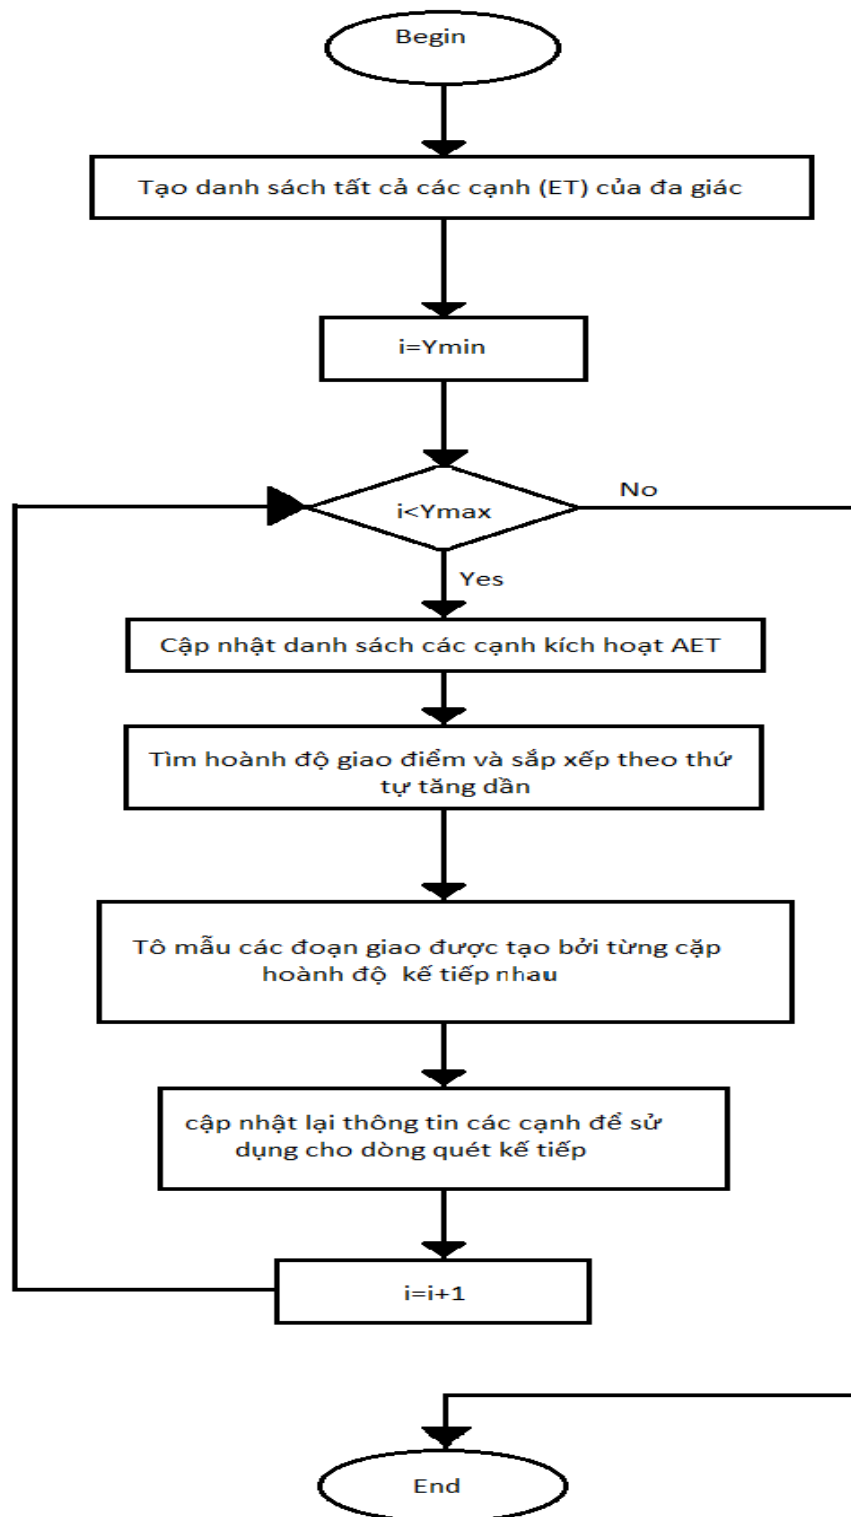 Begin
Tạo danh sách tất cả các cạnh (ET) của đa giác
i=Ymin
i<Ymax
No
Yes
Cập nhật danh sách các cạnh kích hoạt AET
Tìm hoành độ giao điểm và sắp xếp theo thứ
tự tăng dần
Tô mẫu các đoạn giao được tạo bởi từng cặp
hoành độ kế tiếp nhau
cập nhật lại thông tin các cạnh để sử
dụng cho dòng quét kế tiếp
i=i+1
End